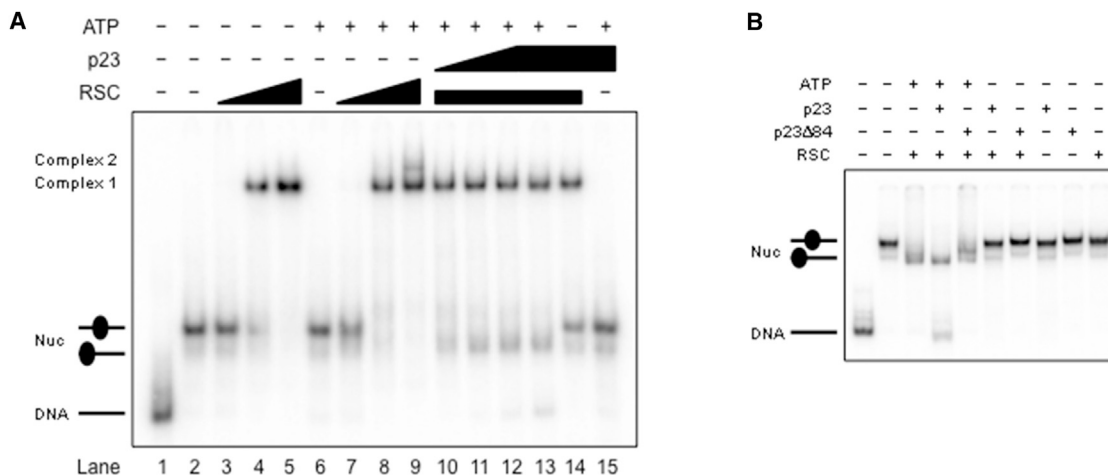 A
ATP - - - - - + + + + + + + + - +
p23 - - - - - - - - -
RSC - - - -
Complex 2
Complex 1
Nuc
DNA
Lane 1 2 3 4 5 6 7 8 9 10 11 12 13 14 15
B
ATP - - + + + - - - - -
p23 - - - + - + - + - -
p23Δ84 - - - - + - + - + -
RSC - - + + + + + - - +
Nuc
DNA